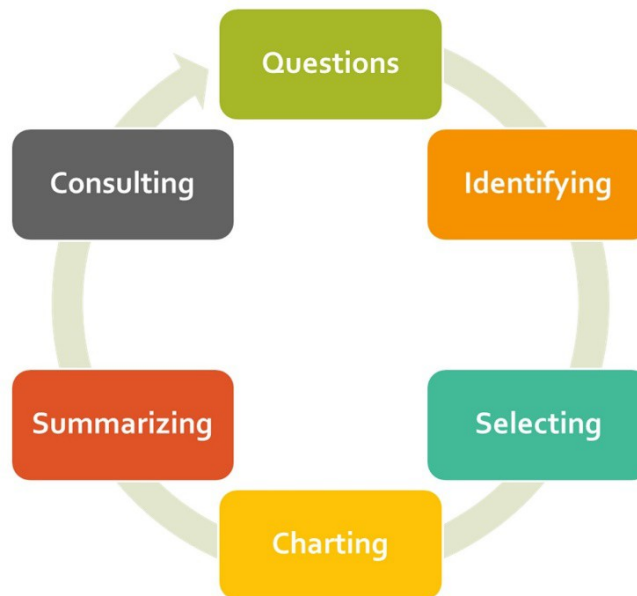 Questions
Identifying
Selecting
Charting
Summarizing
Consulting